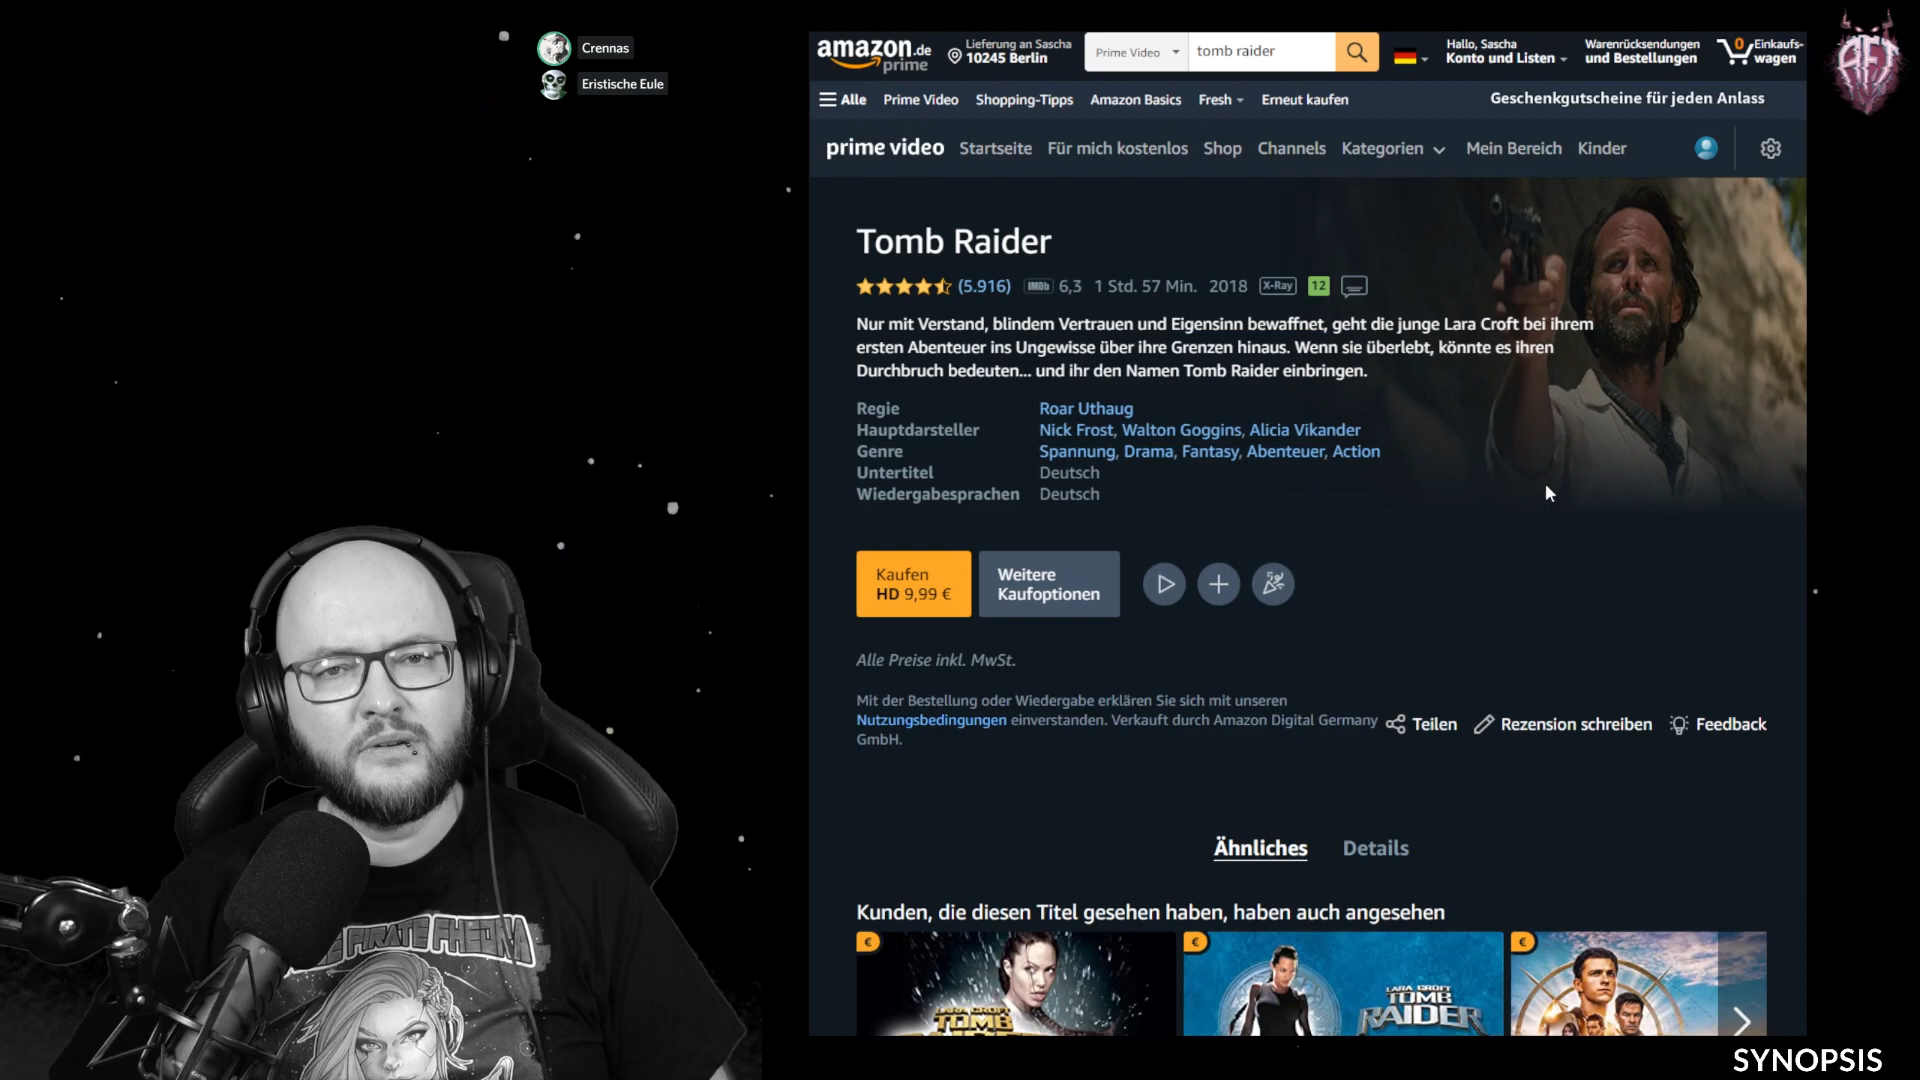 Crennas
Eristische Eule
amazon.de
prime
Lieferung an Sascha
10245 Berlin
Prime Video
tomb raider
Hallo, Sascha
Konto und Listen
Warenrücksendungen
und Bestellungen
0
Einkaufs-
wagen
AFT
Alle
Prime Video
Shopping-Tipps
Amazon Basics
Fresh
Erneut kaufen
Geschenkgutscheine für jeden Anlass
prime video
Startseite
Für mich kostenlos
Shop
Channels
Kategorien
Mein Bereich
Kinder
Tomb Raider
(5.916) IMDb 6,3 1 Std. 57 Min. 2018 X-Ray 12
Nur mit Verstand, blindem Vertrauen und Eigensinn bewaffnet, geht die junge Lara Croft bei ihrem
ersten Abenteuer ins Ungewisse über ihre Grenzen hinaus. Wenn sie überlebt, könnte es ihren
Durchbruch bedeuten... und ihr den Namen Tomb Raider einbringen.
Regie Roar Uthaug
Hauptdarsteller Nick Frost, Walton Goggins, Alicia Vikander
Genre Spannung, Drama, Fantasy, Abenteuer, Action
Untertitel Deutsch
Wiedergabesprachen Deutsch
Kaufen
HD 9,99 €
Weitere
Kaufoptionen
Alle Preise inkl. MwSt.
Mit der Bestellung oder Wiedergabe erklären Sie sich mit unseren
Nutzungsbedingungen einverstanden. Verkauft durch Amazon Digital Germany
GmbH.
Teilen
Rezension schreiben
Feedback
Ähnliches
Details
Kunden, die diesen Titel gesehen haben, haben auch angesehen
€
€
€
LARA CROFT
TOMB
LARA CROFT
TOMB
RAIDER
PIRATE
SYNOPSIS